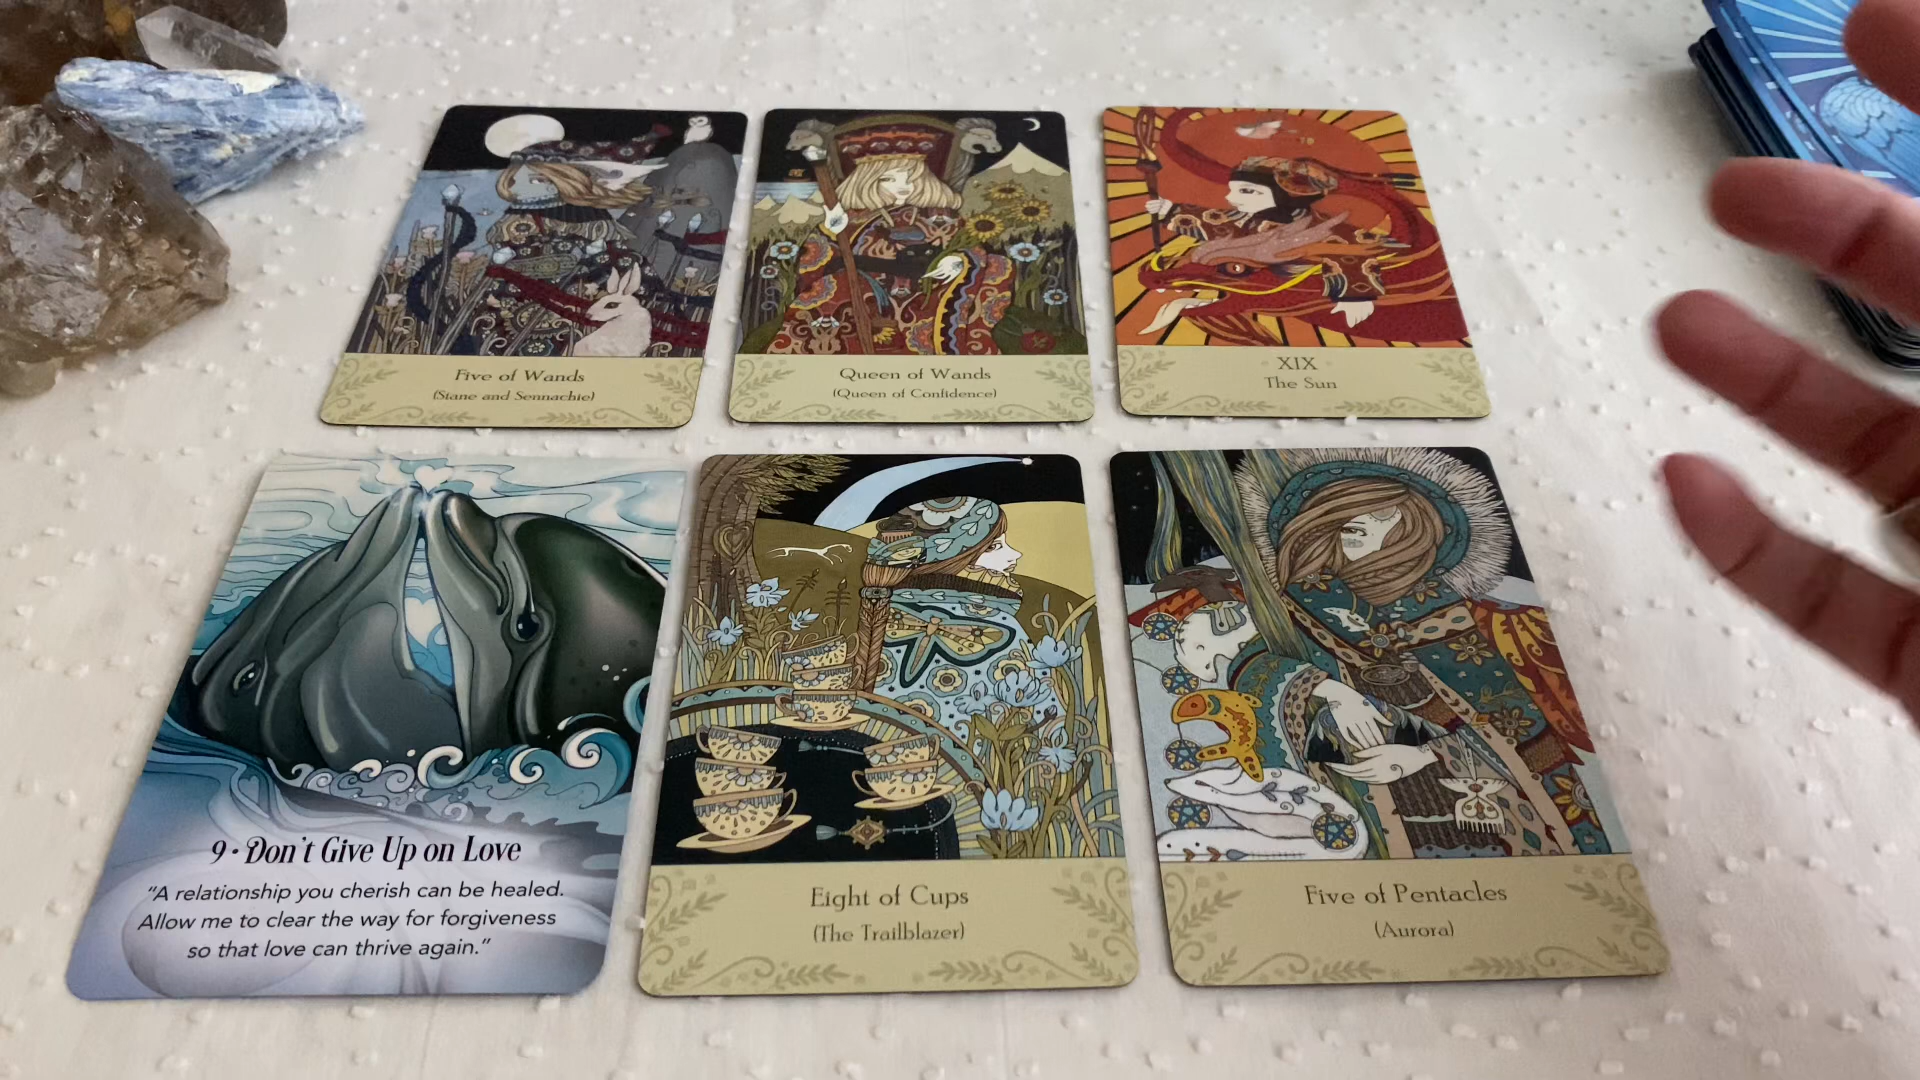 Five of Wands
(Stane and Sennachie)
Queen of Wands
(Queen of Confidence)
XIX
The Sun
9 • Don't Give Up on Love
"A relationship you cherish can be healed.
Allow me to clear the way for forgiveness
so that love can thrive again."
Eight of Cups
(The Trailblazer)
Five of Pentacles
(Aurora)